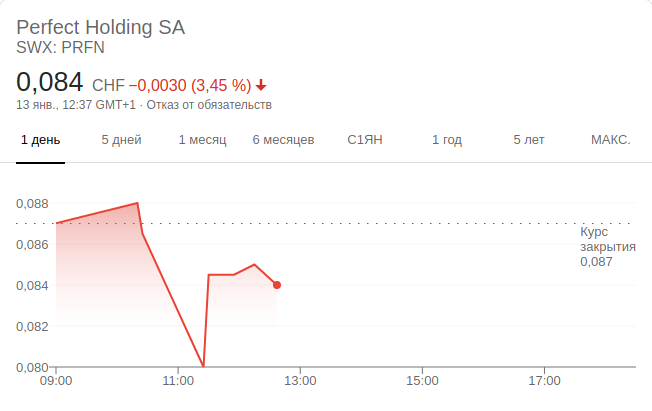 Perfect Holding SA
SWX: PRFN
0,084 CHF −0,0030 (3,45 %)
13 янв., 12:37 GMT+1 · Отказ от обязательств
1 день 5 дней 1 месяц 6 месяцев С1ЯН 1 год 5 лет МАКС.
0,088
Курс
закрытия
0,087
0,086
0,084
0,082
0,080
09:00 11:00 13:00 15:00 17:00